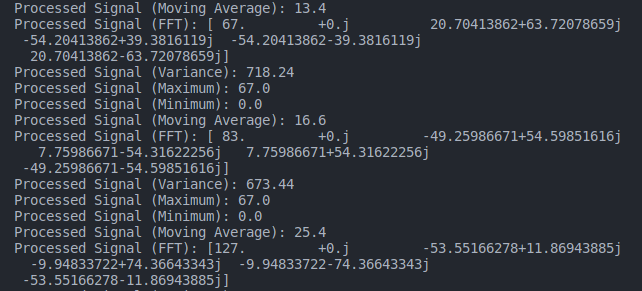 Processed Signal (Moving Average): 13.4
Processed Signal (FFT): [ 67.         +0.j          20.70413862+63.72078659j
 -54.20413862+39.3816119j  -54.20413862-39.3816119j
  20.70413862-63.72078659j]
Processed Signal (Variance): 718.24
Processed Signal (Maximum): 67.0
Processed Signal (Minimum): 0.0
Processed Signal (Moving Average): 16.6
Processed Signal (FFT): [ 83.         +0.j         -49.25986671+54.59851616j
   7.75986671-54.31622256j   7.75986671+54.31622256j
 -49.25986671-54.59851616j]
Processed Signal (Variance): 673.44
Processed Signal (Maximum): 67.0
Processed Signal (Minimum): 0.0
Processed Signal (Moving Average): 25.4
Processed Signal (FFT): [127.         +0.j         -53.55166278+11.86943885j
  -9.94833722+74.36643343j  -9.94833722-74.36643343j
 -53.55166278-11.86943885j]